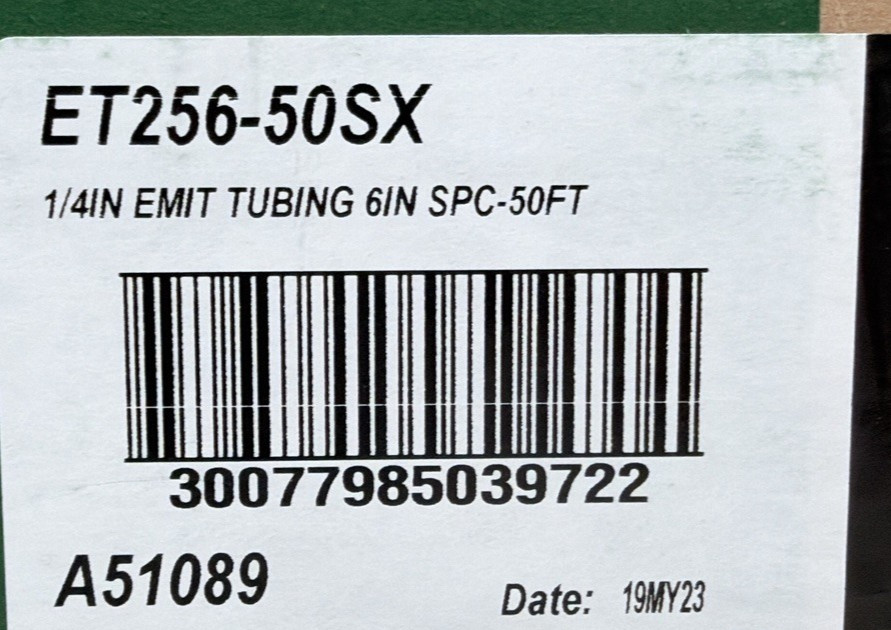 ET256-50SX
1/4IN EMIT TUBING 6IN SPC-50FT
30077985039722
A51089
Date: 19MY23